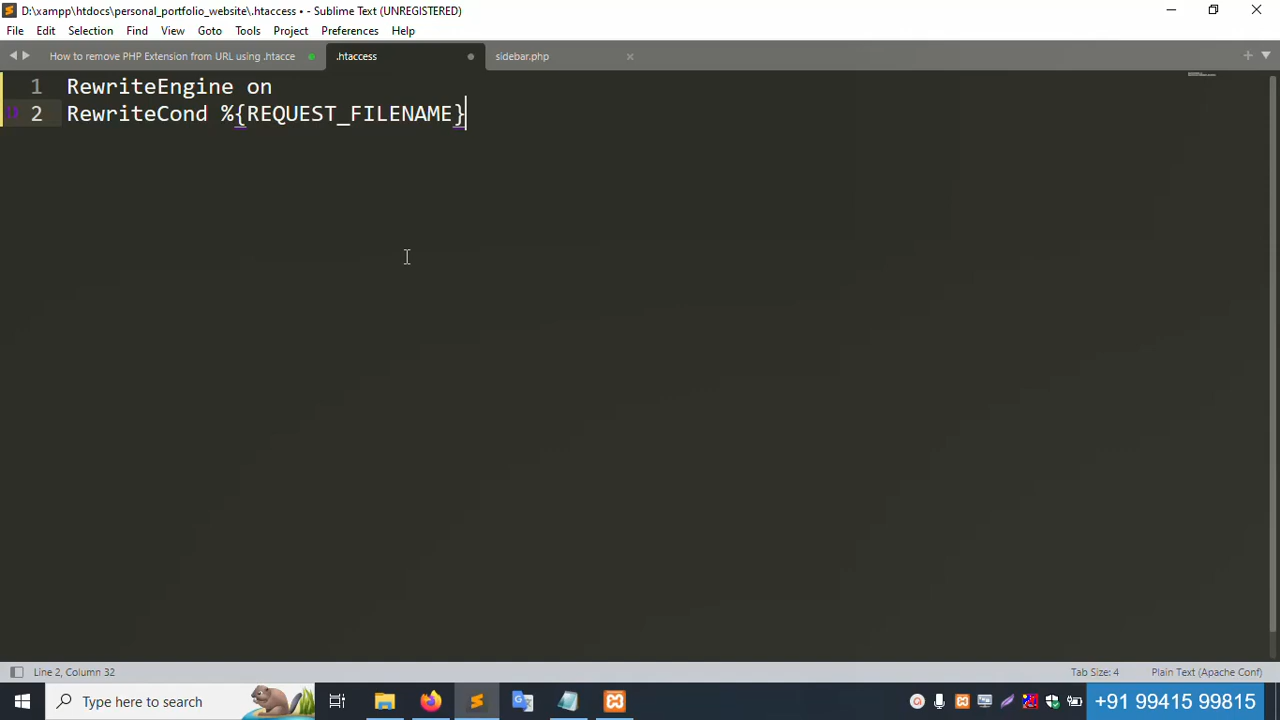 D:\xampp\htdocs\personal_portfolio_website\.htaccess • - Sublime Text (UNREGISTERED)
File Edit Selection View Find Goto Tools Project Preferences Help
How to remove PHP Extension from URL using .htacce
.htaccess
sidebar.php
1 RewriteEngine on
2 RewriteCond %{REQUEST_FILENAME}
Line 2, Column 32
Tab Size: 4
Plain Text (Apache Conf)
Type here to search
+91 99415 99815